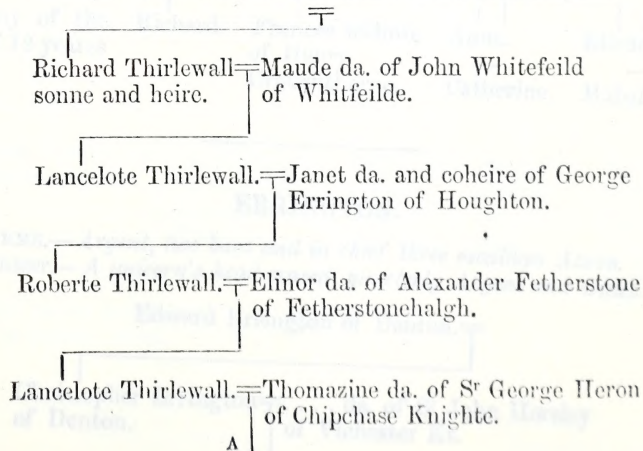 Richard Thirlewall Maude da. of John Whitefeild
sonne and heire. of Whitfeilde.
Lancelote Thirlewall. Janet da. and coheire of George
Errington of Houghton.
Roberte Thirlewall. Elinor da. of Alexander Fetherstone
of Fetherstonchalgh.
Lancelote Thirlewall. Thomazine da. of Sʳ George Heron
of Chipchase Knighte.
A